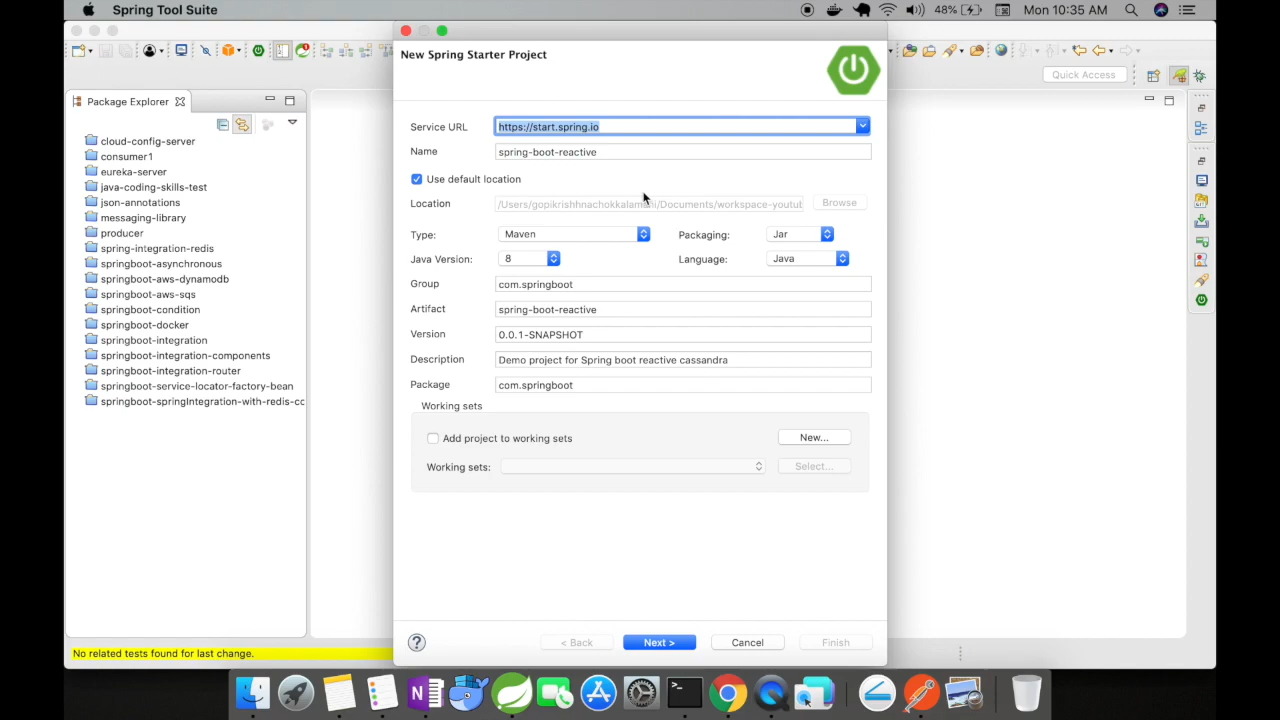 Spring Tool Suite
48%
Mon 10:35 AM
New Spring Starter Project
Quick Access
Package Explorer
cloud-config-server
consumer1
eureka-server
java-coding-skills-test
json-annotations
messaging-library
producer
spring-integration-redis
springboot-asynchronous
springboot-aws-dynamodb
springboot-aws-sqs
springboot-condition
springboot-docker
springboot-integration
springboot-integration-components
springboot-integration-router
springboot-service-locator-factory-bean
springboot-springIntegration-with-redis-cc
Service URL https://start.spring.io
Name spring-boot-reactive
Use default location
Location Browse
Type: Maven Packaging: Jar
Java Version: 8 Language: Java
Group com.springboot
Artifact spring-boot-reactive
Version 0.0.1-SNAPSHOT
Description Demo project for Spring boot reactive cassandra
Package com.springboot
Working sets
Add project to working sets New...
Working sets: Select...
? < Back Next > Cancel Finish
No related tests found for last change.